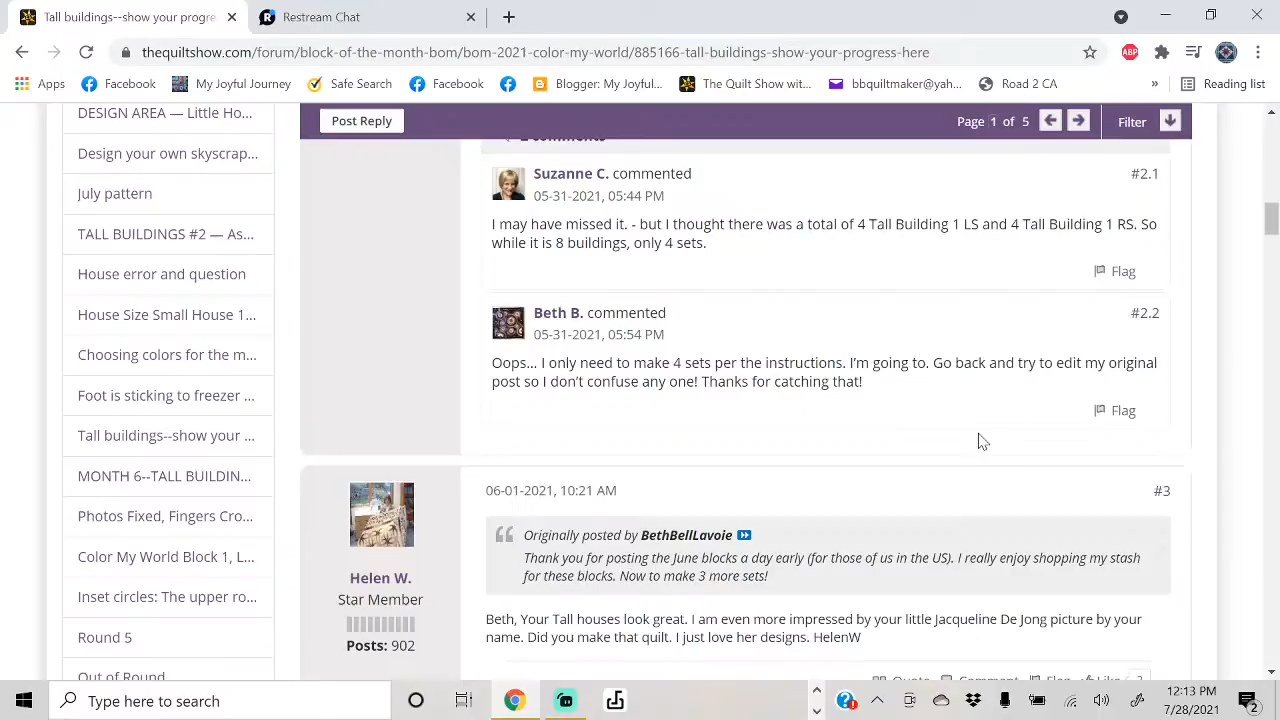 Tall buildings--show your progre
Restream Chat
thequiltshow.com/forum/block-of-the-month-bom/bom-2021-color-my-world/885166-tall-buildings-show-your-progress-here
ABP
Apps Facebook My Joyful Journey Safe Search Facebook Blogger: My Joyful... The Quilt Show wit... bbquiltmaker@yah... Road 2 CA » Reading list
DESIGN AREA — Little Ho...
Design your own skyscrap...
July pattern
TALL BUILDINGS #2 — As...
House error and question
House Size Small House 1...
Choosing colors for the m...
Foot is sticking to freezer ...
Tall buildings--show your ...
MONTH 6--TALL BUILDIN...
Photos Fixed, Fingers Cro...
Color My World Block 1, L...
Inset circles: The upper ro...
Round 5
Out of Round
Post Reply
Page 1 of 5
Filter
2 comments
Suzanne C. commented
#2.1
05-31-2021, 05:44 PM
I may have missed it. - but I thought there was a total of 4 Tall Building 1 LS and 4 Tall Building 1 RS. So
while it is 8 buildings, only 4 sets.
Flag
Beth B. commented
#2.2
05-31-2021, 05:54 PM
Oops... I only need to make 4 sets per the instructions. I'm going to. Go back and try to edit my original
post so I don't confuse any one! Thanks for catching that!
Flag
Helen W.
Star Member
Posts: 902
06-01-2021, 10:21 AM
#3
Originally posted by BethBellLavoie
Thank you for posting the June blocks a day early (for those of us in the US). I really enjoy shopping my stash
for these blocks. Now to make 3 more sets!
Beth, Your Tall houses look great. I am even more impressed by your little Jacqueline De Jong picture by your
name. Did you make that quilt. I just love her designs. HelenW
Quote Comment Flag Like
Type here to search
12:13 PM
7/28/2021
2